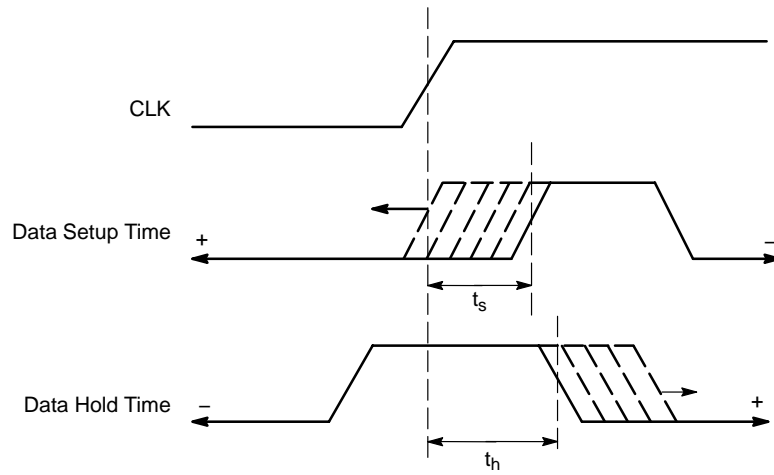 CLK
Data Setup Time
+
−
t_s
Data Hold Time
−
+
t_h